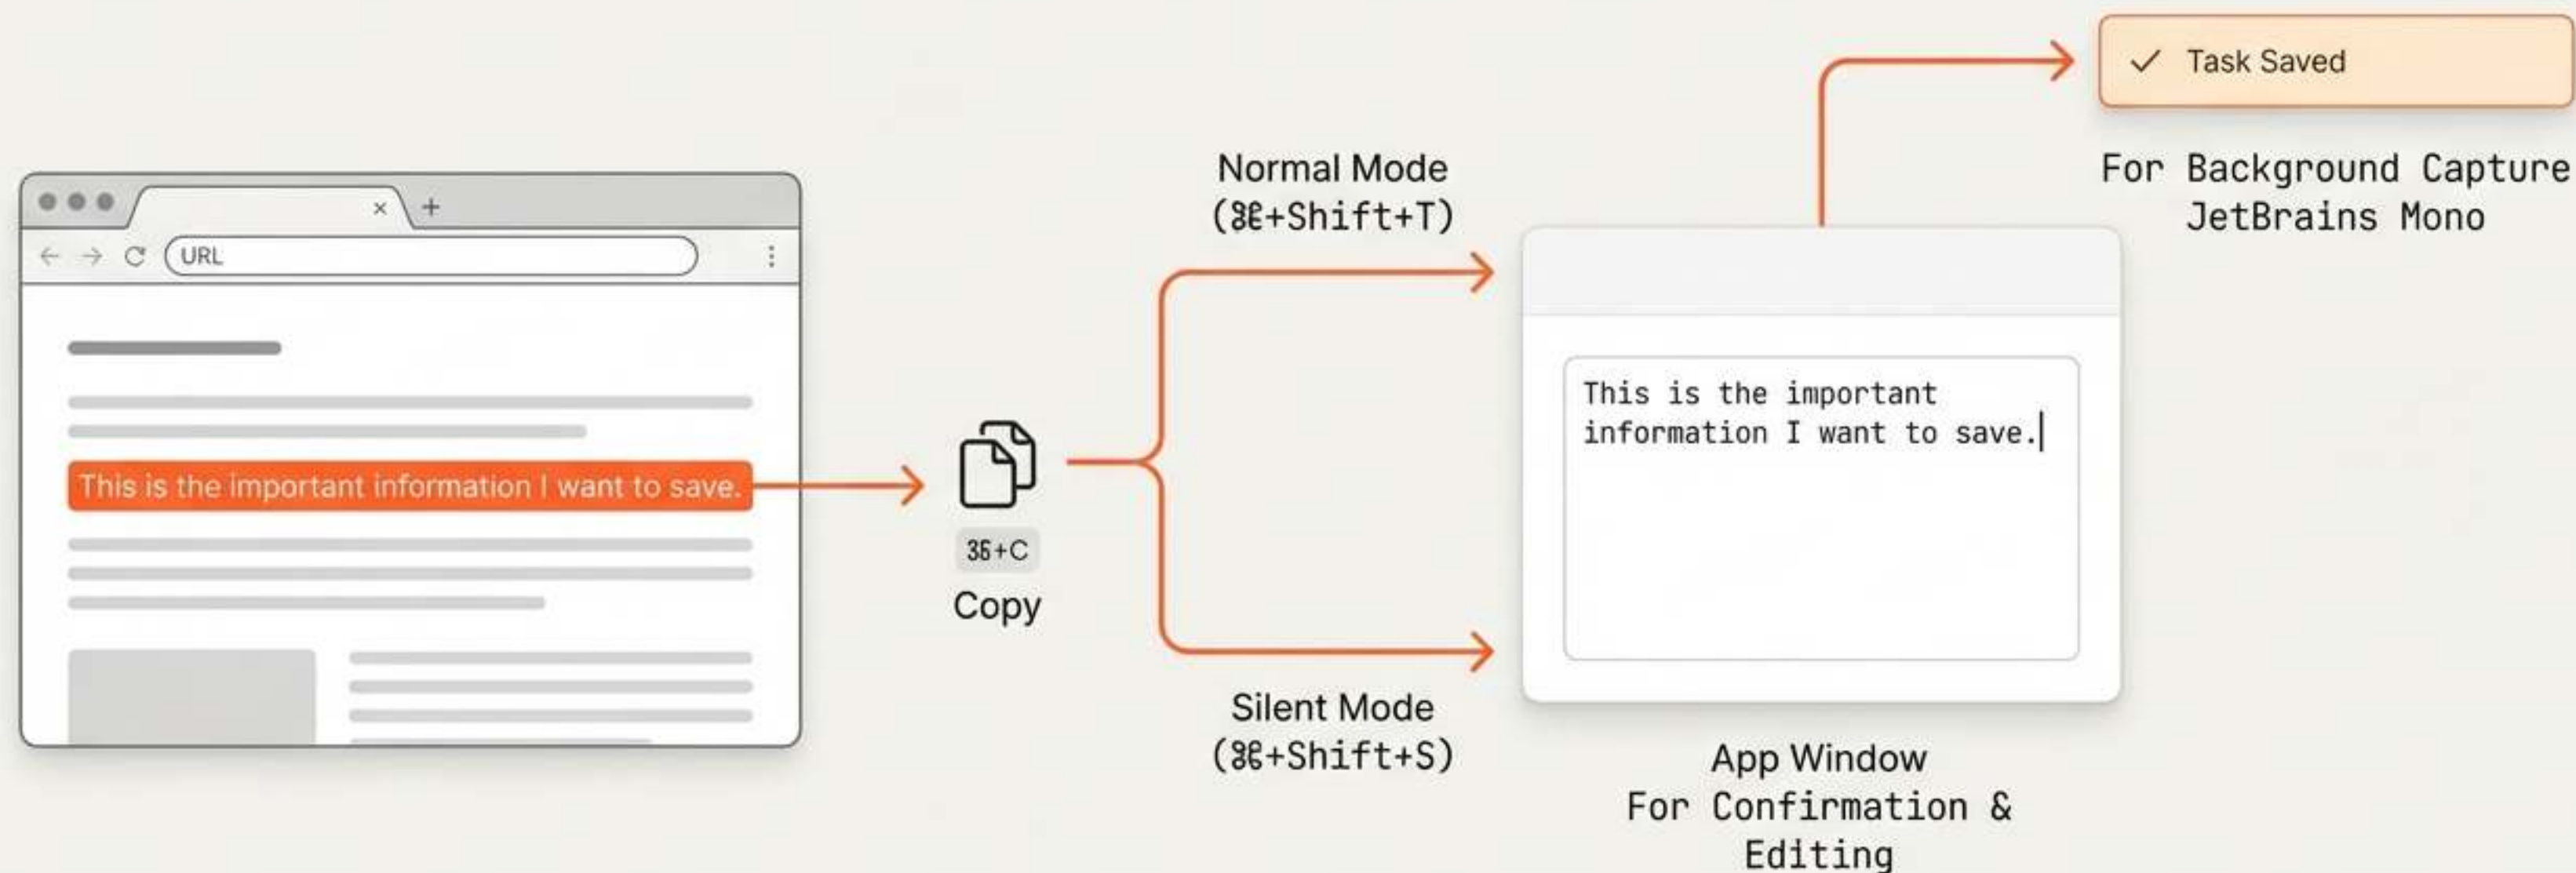 URL
This is the important information I want to save.
⌘+C
Copy
Normal Mode
(⌘+Shift+T)
Silent Mode
(⌘+Shift+S)
This is the important
information I want to save.
App Window
For Confirmation &
Editing
✓ Task Saved
For Background Capture
JetBrains Mono